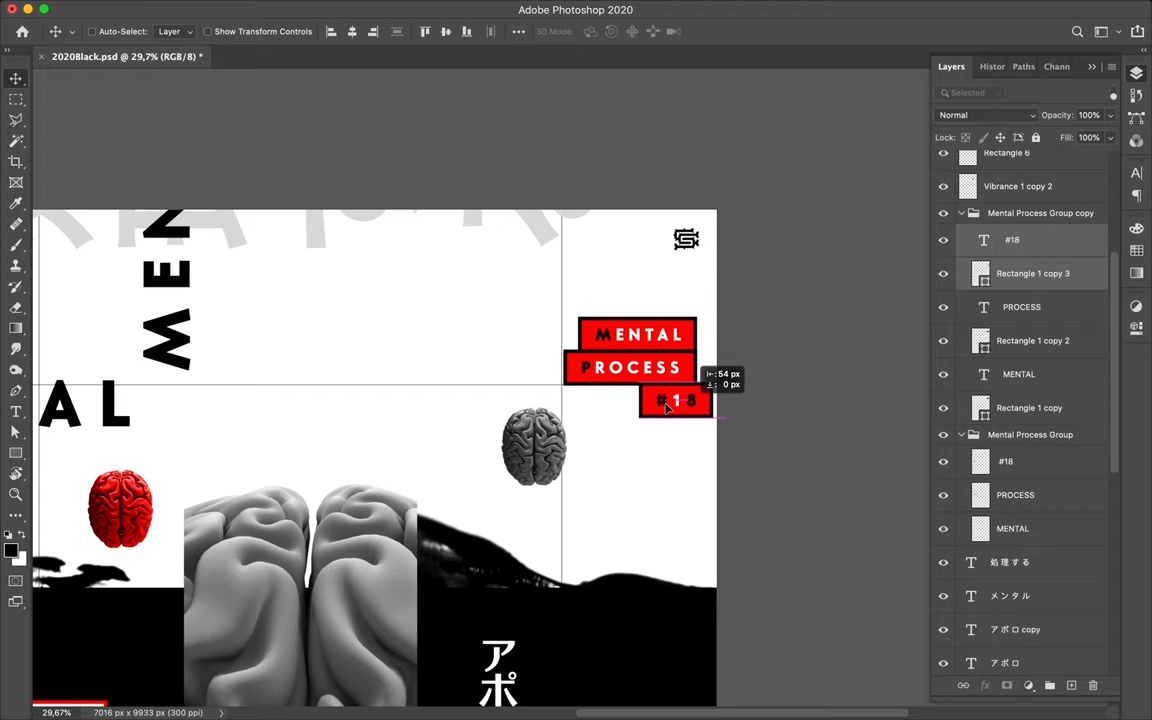 Adobe Photoshop 2020
Auto-Select: Layer Show Transform Controls 3D Mode:
2020Black.psd @ 29,7% (RGB/8) *
Layers Histor Paths Chann
Selected
Normal Opacity: 100%
Lock: Fill: 100%
Rectangle 6
Vibrance 1 copy 2
Mental Process Group copy
#18
Rectangle 1 copy 3
PROCESS
Rectangle 1 copy 2
MENTAL
Rectangle 1 copy
Mental Process Group
#18
PROCESS
MENTAL
処理する
メンタル
アポロ copy
アポロ
MEN
AL
MENTAL
PROCESS
#18
54 px
0 px
アポ
29,67% 7016 px x 9933 px (300 ppi)